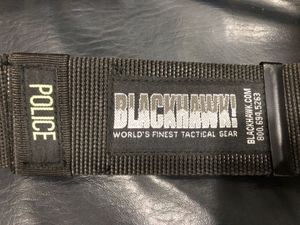 POLICE
BLACKHAWK!
WORLD'S FINEST TACTICAL GEAR
BLACKHAWK.COM
800.694.5263